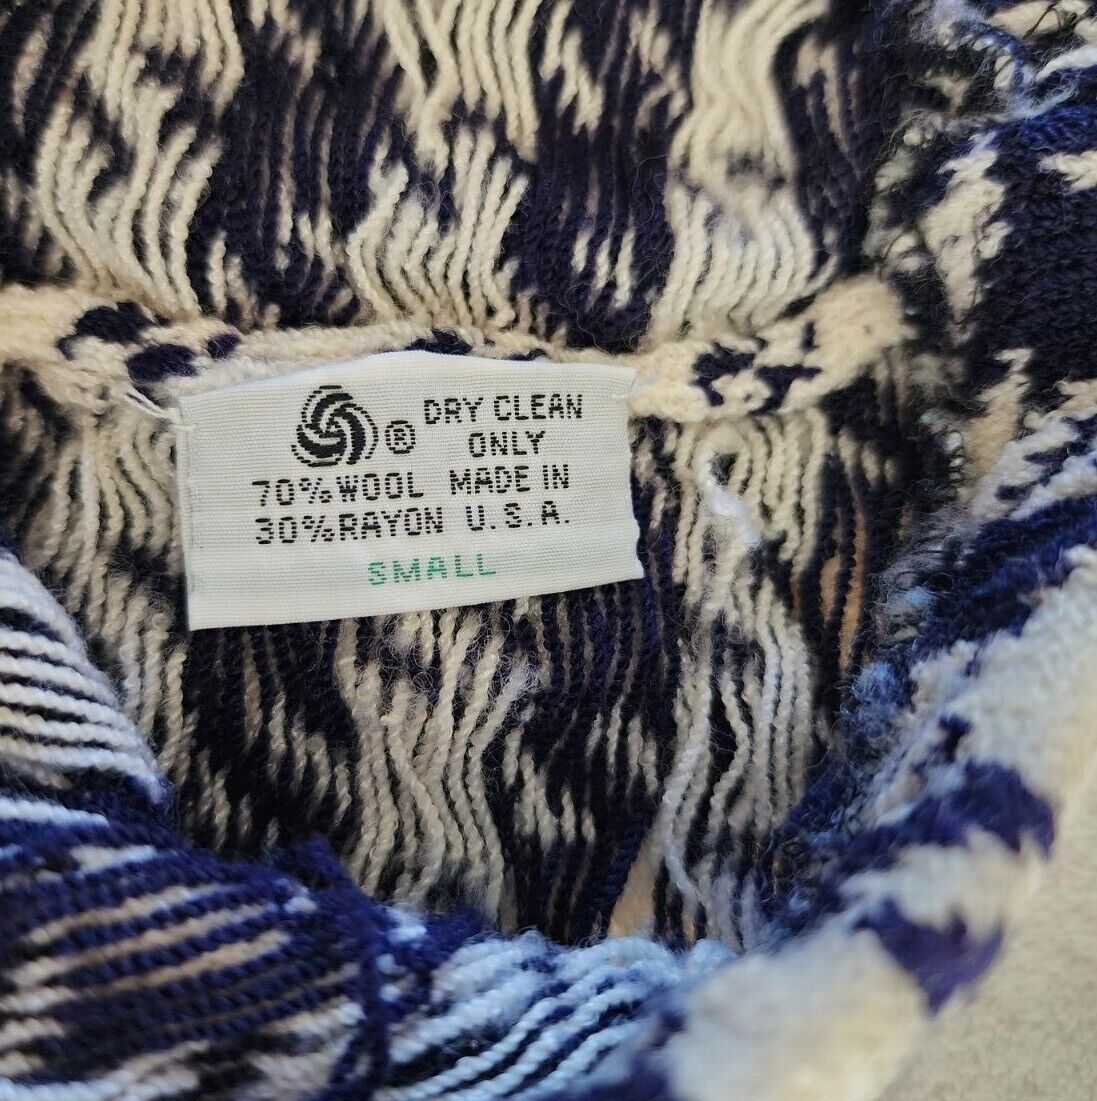 ® DRY CLEAN
ONLY
70% WOOL MADE IN
30% RAYON U.S.A.
SMALL